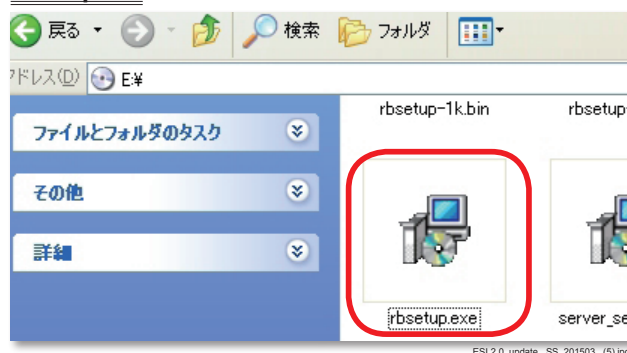 戻る 検索 フォルダ
アドレス(D) E:¥
rbsetup-1k.bin rbsetup-
ファイルとフォルダのタスク
その他
詳細
rbsetup.exe server_se